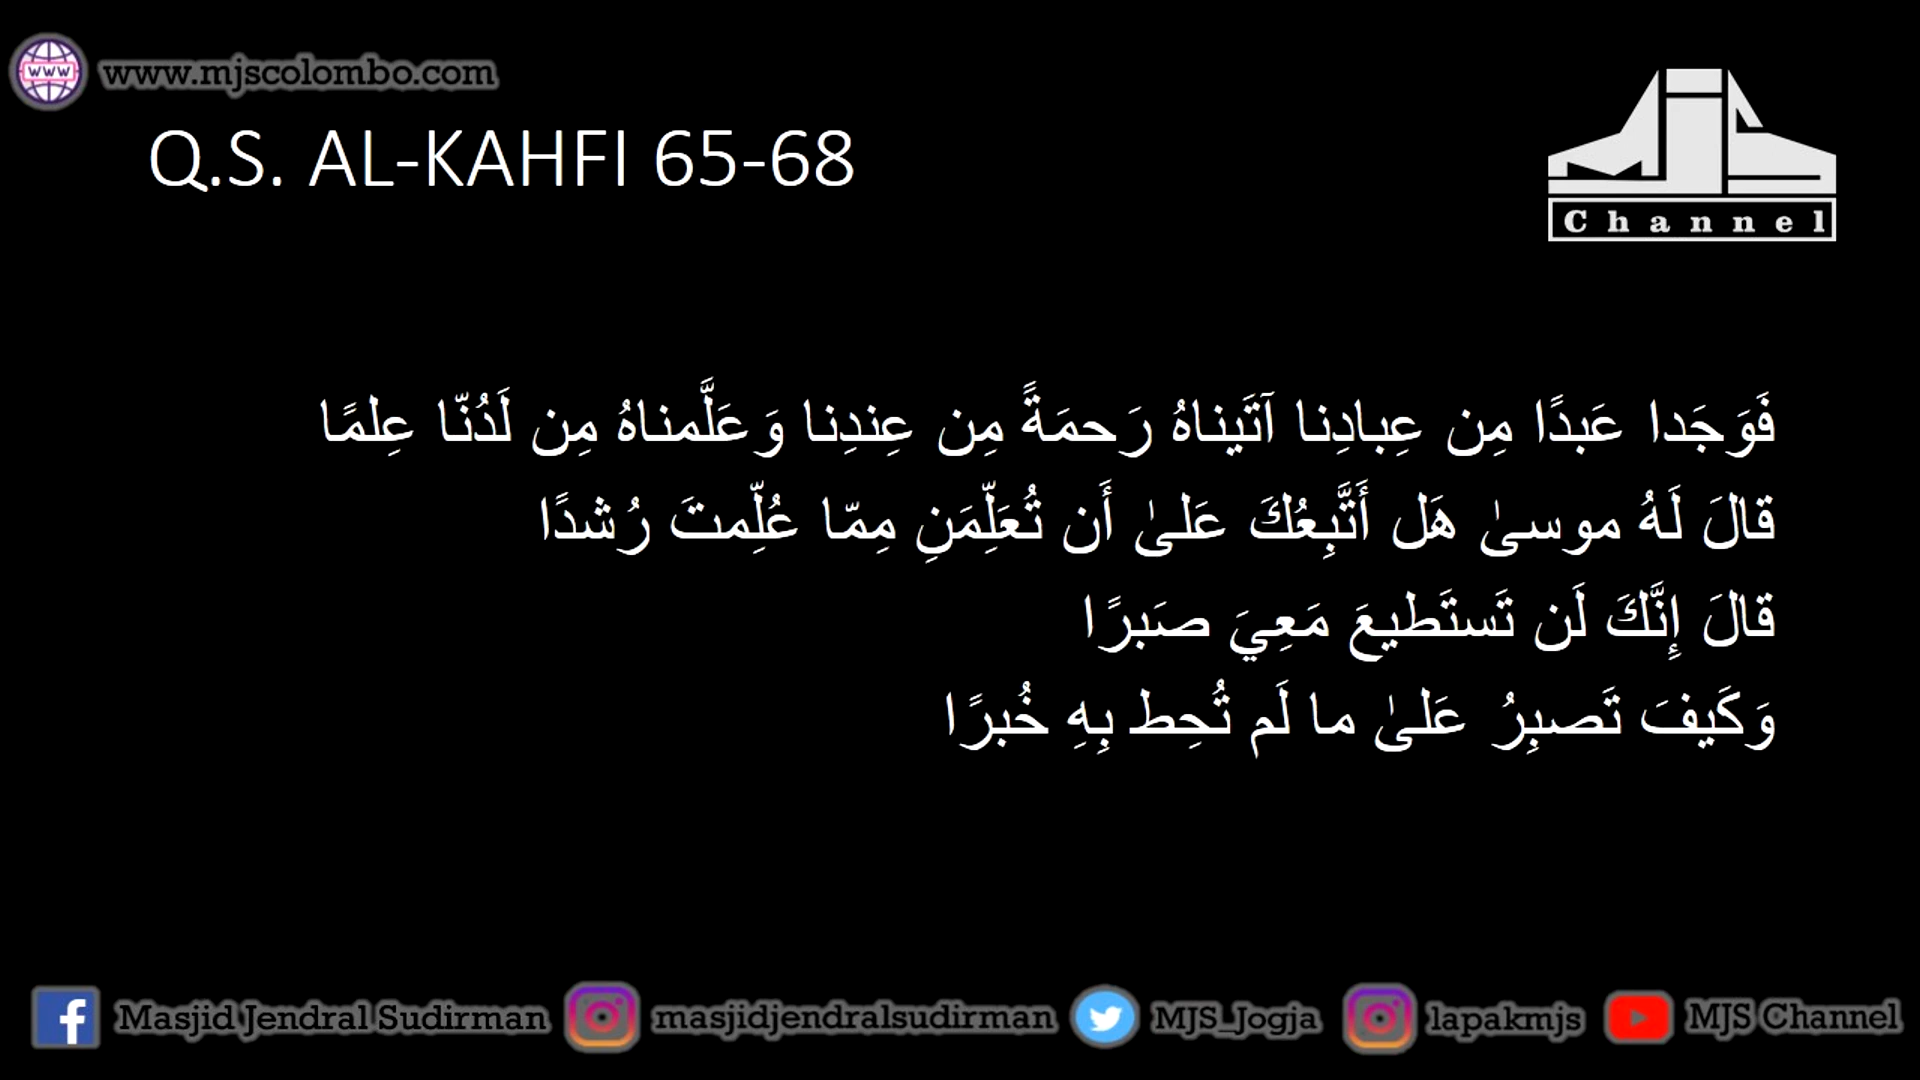 www.mjscolombo.com
Q.S. AL-KAHFI 65-68
MJS
Channel
فَوَجَدا عَبدًا مِن عِبادِنا آتَيناهُ رَحمَةً مِن عِندِنا وَعَلَّمناهُ مِن لَدُنّا عِلمًا
قالَ لَهُ موسىٰ هَل أَتَّبِعُكَ عَلىٰ أَن تُعَلِّمَنِ مِمّا عُلِّمتَ رُشدًا
قالَ إِنَّكَ لَن تَستَطيعَ مَعِيَ صَبرًا
وَكَيفَ تَصبِرُ عَلىٰ ما لَم تُحِط بِهِ خُبرًا
Masjid Jendral Sudirman masjidjendralsudirman MJS_Jogja lapakmjs MJS Channel